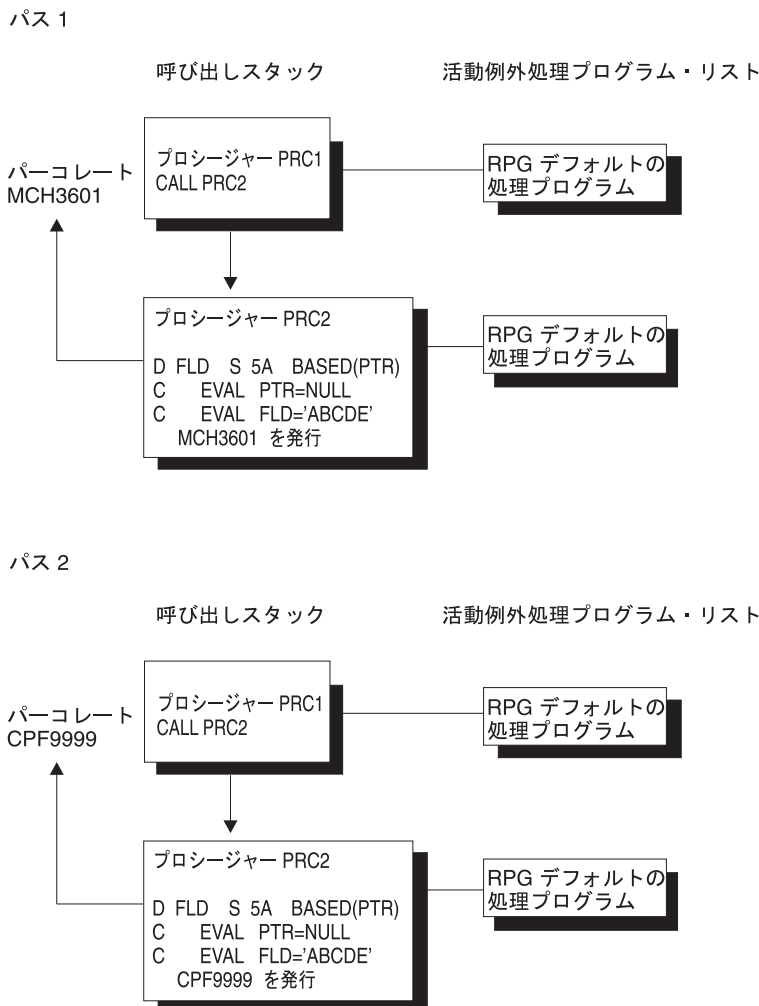 パス 1
呼び出しスタック
活動例外処理プログラム・リスト
パーコレート
MCH3601
プロシージャー PRC1
CALL PRC2
RPG デフォルトの
処理プログラム
プロシージャー PRC2
D FLD S 5A BASED(PTR)
C EVAL PTR=NULL
C EVAL FLD='ABCDE'
MCH3601 を発行
RPG デフォルトの
処理プログラム
パス 2
呼び出しスタック
活動例外処理プログラム・リスト
パーコレート
CPF9999
プロシージャー PRC1
CALL PRC2
RPG デフォルトの
処理プログラム
プロシージャー PRC2
D FLD S 5A BASED(PTR)
C EVAL PTR=NULL
C EVAL FLD='ABCDE'
CPF9999 を発行
RPG デフォルトの
処理プログラム